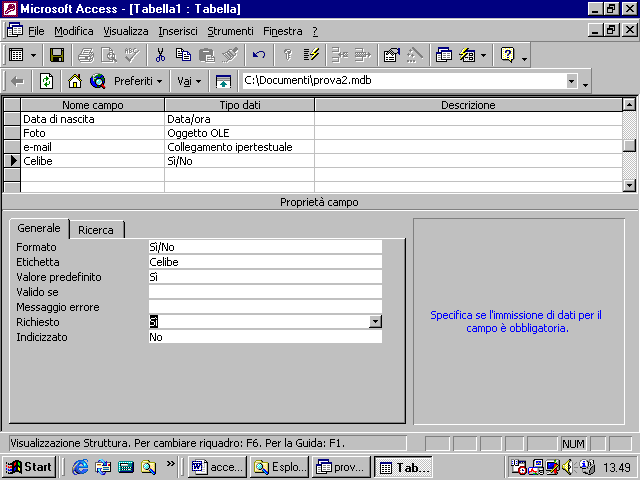 Microsoft Access - [Tabella1 : Tabella]
File Modifica Visualizza Inserisci Strumenti Finestra ?
Preferiti Vai C:\Documenti\prova2.mdb
Nome campo Tipo dati Descrizione
Data di nascita Data/ora
Foto Oggetto OLE
e-mail Collegamento ipertestuale
Celibe Sì/No
Proprietà campo
Generale Ricerca
Formato Sì/No
Etichetta Celibe
Valore predefinito Sì
Valido se
Messaggio errore
Richiesto Sì
Indicizzato No
Specifica se l'immissione di dati per il
campo è obbligatoria.
Visualizzazione Struttura. Per cambiare riquadro: F6. Per la Guida: F1. NUM
Start » acce... Esplo... prov... Tab... 13.49